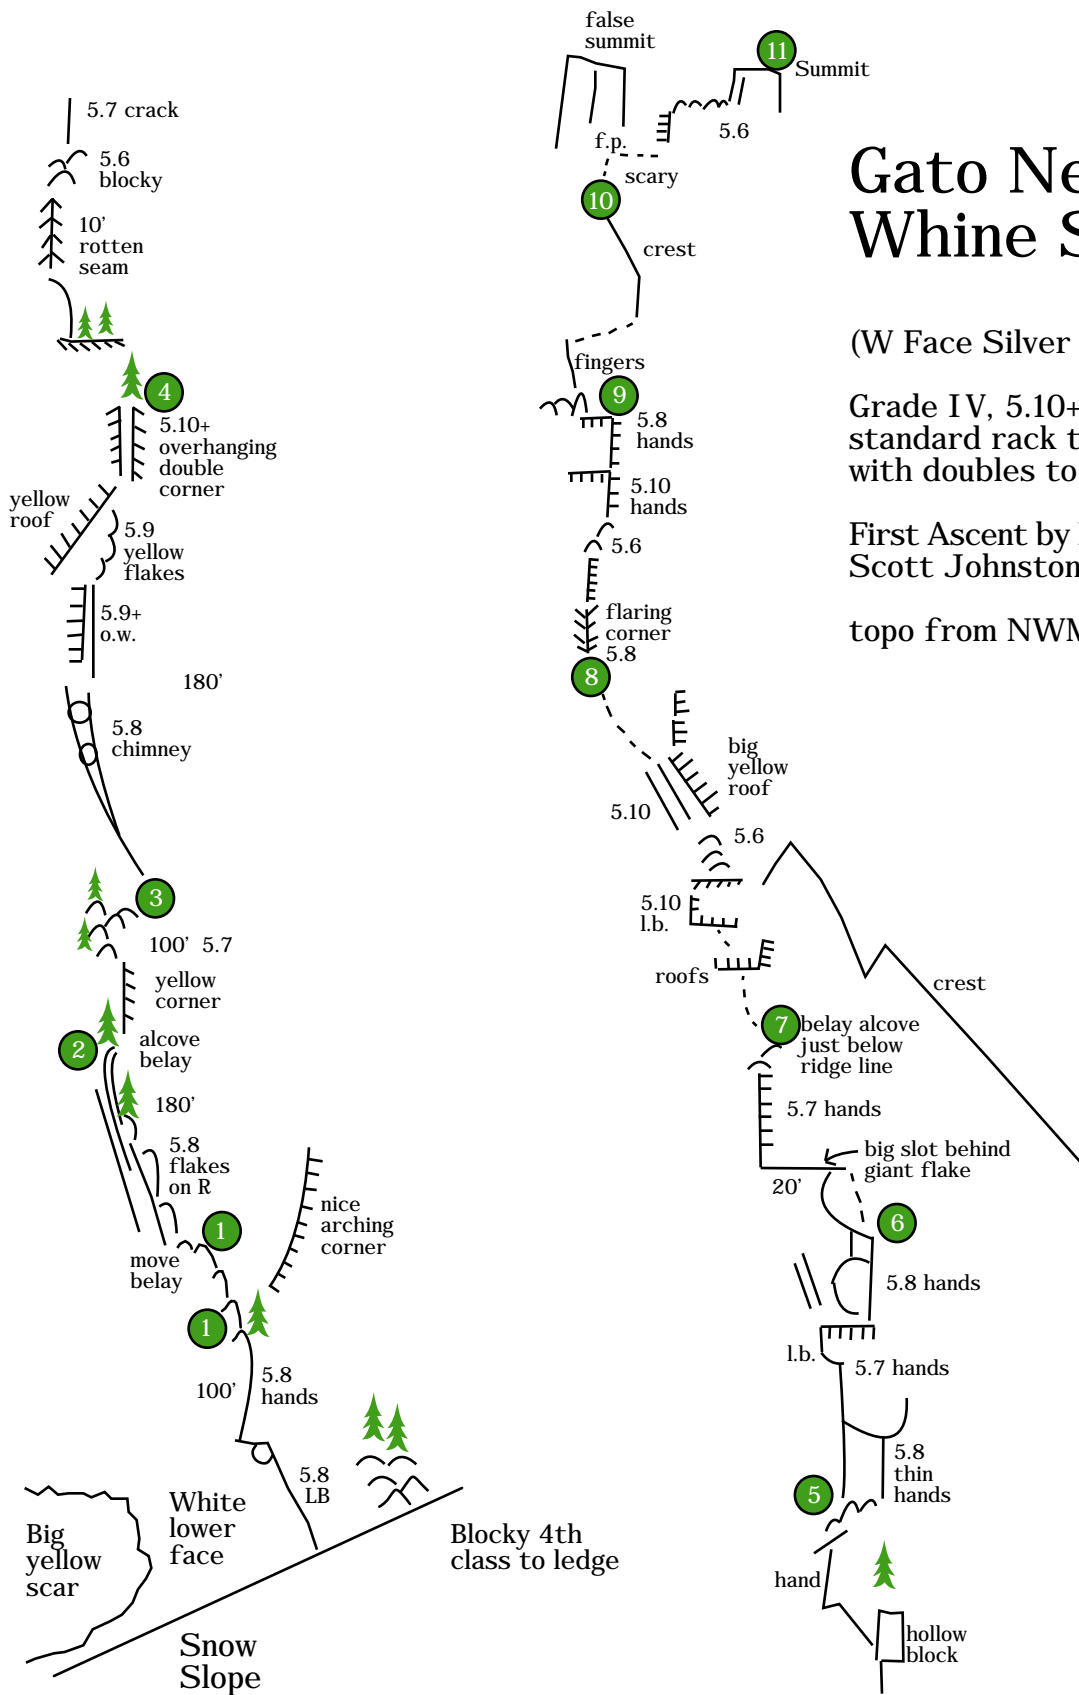 false
summit
11
Summit
5.7 crack
5.6
f.p.
5.6
blocky
scary
10
10'
rotten
seam
crest
fingers
4
9
5.10+
overhanging
double
corner
5.8
hands
yellow
roof
5.10
hands
5.9
yellow
flakes
5.6
5.9+
o.w.
flaring
corner
5.8
8
180'
5.8
chimney
big
yellow
roof
5.10
5.6
3
5.10
l.b.
100' 5.7
roofs
yellow
corner
crest
2
alcove
belay
7
belay alcove
just below
ridge line
180'
5.7 hands
5.8
flakes
on R
big slot behind
giant flake
20'
nice
arching
corner
1
6
move
belay
5.8 hands
1
l.b.
5.7 hands
100'
5.8
hands
5.8
thin
hands
5.8
LB
5
White
lower
face
Big
yellow
scar
Blocky 4th
class to ledge
hand
hollow
block
Snow
Slope
Gato Ne
Whine S
(W Face Silver
Grade IV, 5.10+
standard rack t
with doubles to
First Ascent by
Scott Johnston
topo from NWM